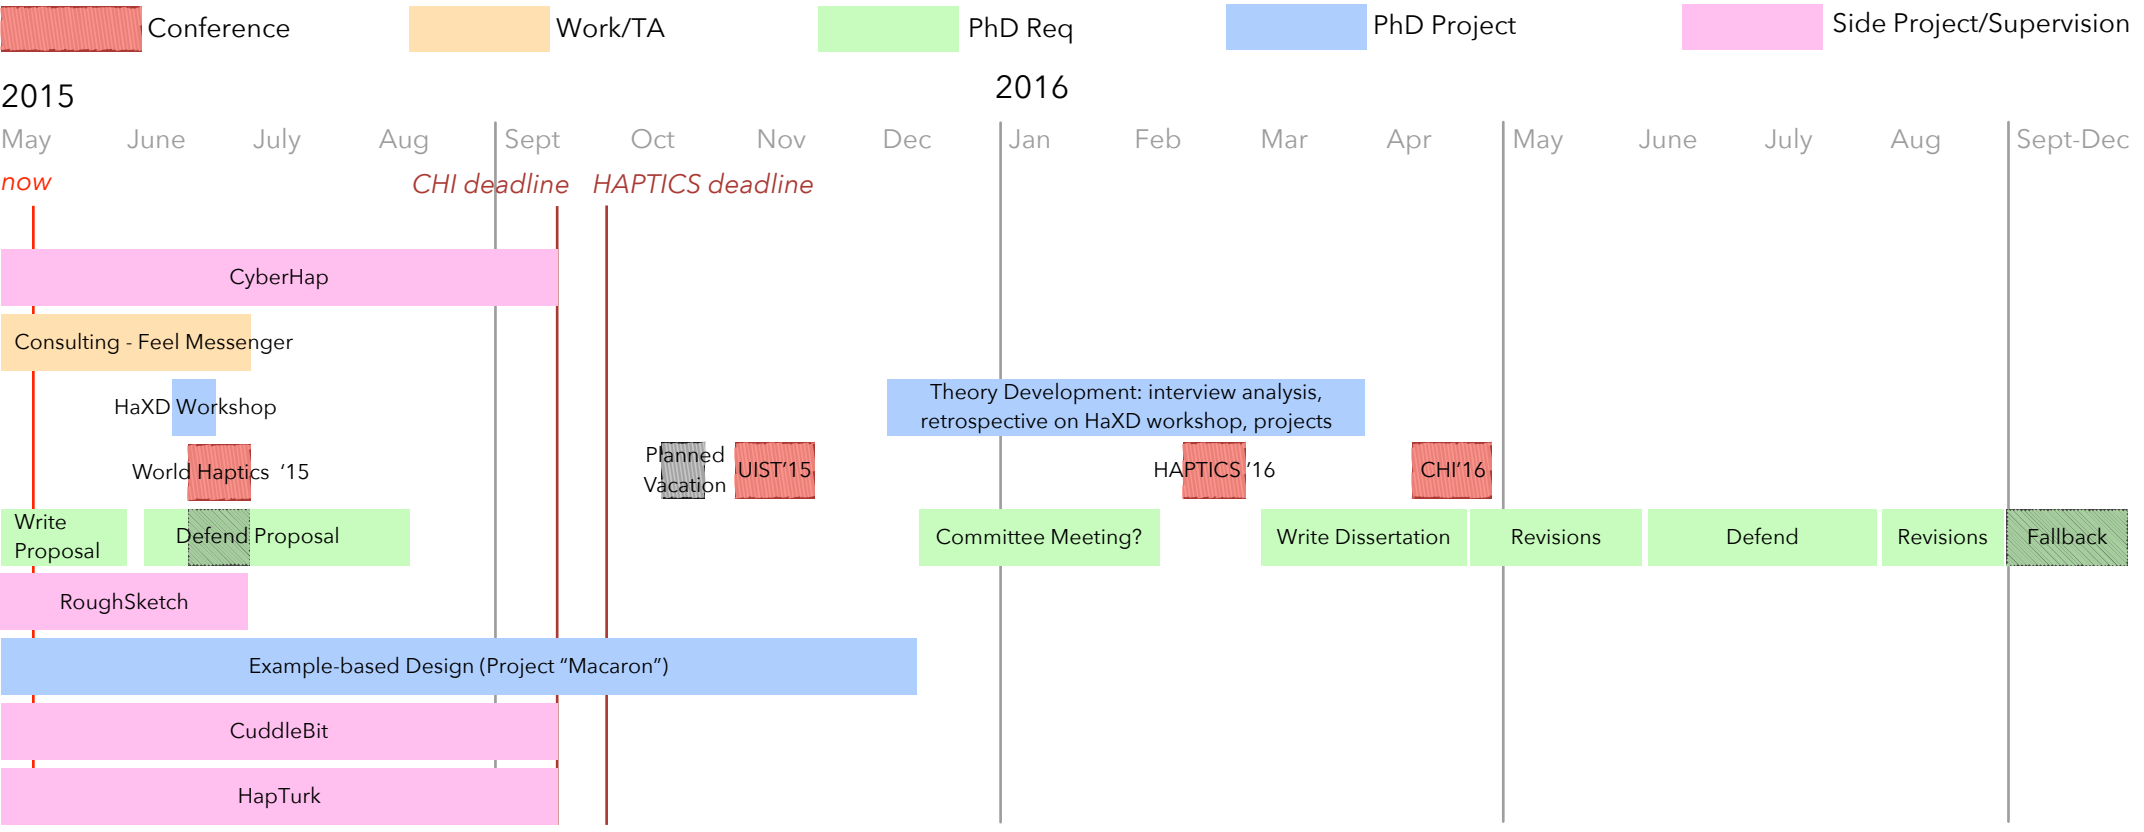 Conference
Work/TA
PhD Req
PhD Project
Side Project/Supervision
2015
2016
May
June
July
Aug
Sept
Oct
Nov
Dec
Jan
Feb
Mar
Apr
May
June
July
Aug
Sept-Dec
now
CHI deadline
HAPTICS deadline
CyberHap
Consulting - Feel Messenger
HaXD Workshop
Theory Development: interview analysis,
retrospective on HaXD workshop, projects
World Haptics ‘15
Planned
Vacation
UIST’15
HAPTICS ’16
CHI’16
Write
Proposal
Defend Proposal
Committee Meeting?
Write Dissertation
Revisions
Defend
Revisions
Fallback
RoughSketch
Example-based Design (Project “Macaron”)
CuddleBit
HapTurk